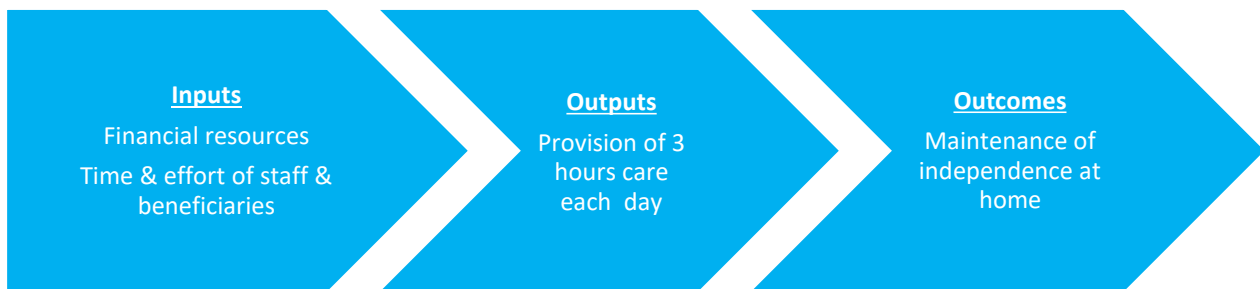 Inputs
Financial resources
Time & effort of staff &
beneficiaries
Outputs
Provision of 3
hours care
each  day
Outcomes
Maintenance of
independence at
home